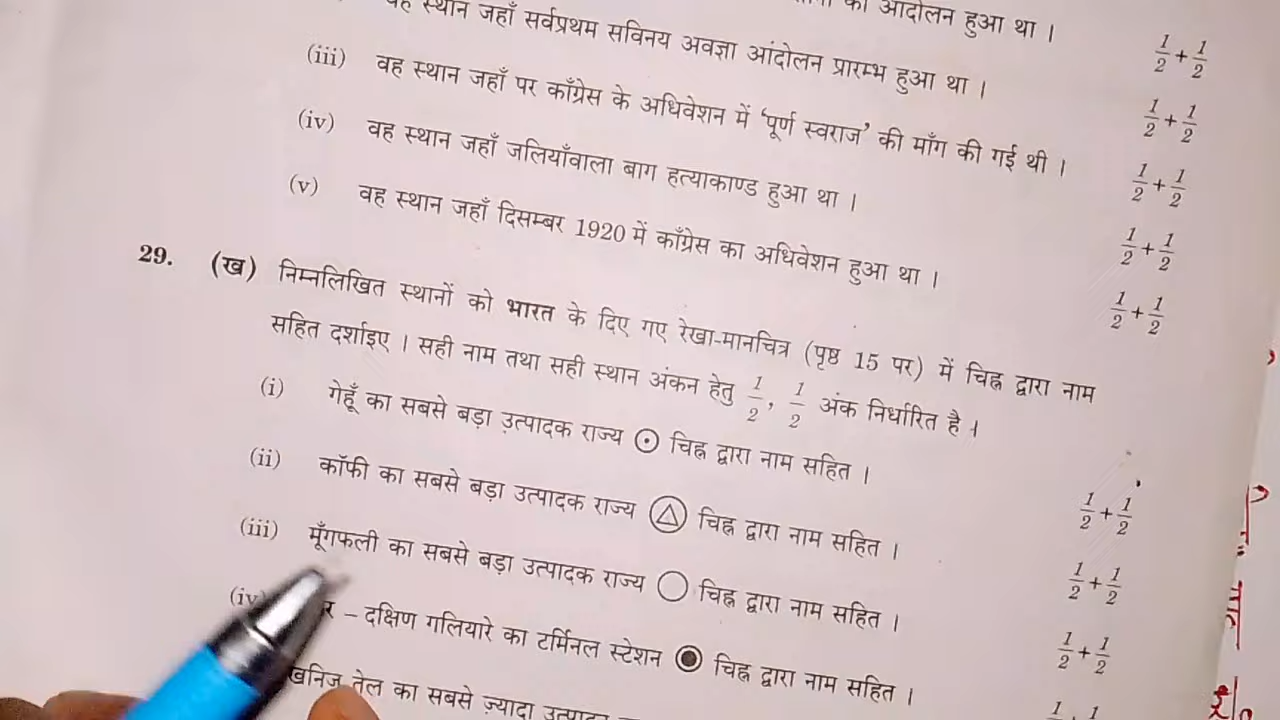 का आंदोलन हुआ था ।
वह स्थान जहाँ सर्वप्रथम सविनय अवज्ञा आंदोलन प्रारम्भ हुआ था । 1/2 + 1/2
(iii) वह स्थान जहाँ पर काँग्रेस के अधिवेशन में ‘पूर्ण स्वराज’ की माँग की गई थी । 1/2 + 1/2
(iv) वह स्थान जहाँ जलियाँवाला बाग हत्याकाण्ड हुआ था । 1/2 + 1/2
(v) वह स्थान जहाँ दिसम्बर 1920 में काँग्रेस का अधिवेशन हुआ था । 1/2 + 1/2
1/2 + 1/2
29. (ख) निम्नलिखित स्थानों को भारत के दिए गए रेखा-मानचित्र (पृष्ठ 15 पर) में चिह्न द्वारा नाम
सहित दर्शाइए । सही नाम तथा सही स्थान अंकन हेतु 1/2, 1/2 अंक निर्धारित है ।
(i) गेहूँ का सबसे बड़ा उत्पादक राज्य ⊙ चिह्न द्वारा नाम सहित ।
(ii) कॉफी का सबसे बड़ा उत्पादक राज्य चिह्न द्वारा नाम सहित । 1/2 + 1/2
(iii) मूँगफली का सबसे बड़ा उत्पादक राज्य ◯ चिह्न द्वारा नाम सहित । 1/2 + 1/2
(iv) – दक्षिण गलियारे का टर्मिनल स्टेशन ◉ चिह्न द्वारा नाम सहित । 1/2 + 1/2
खनिज तेल का सबसे ज़्यादा उत्पादन